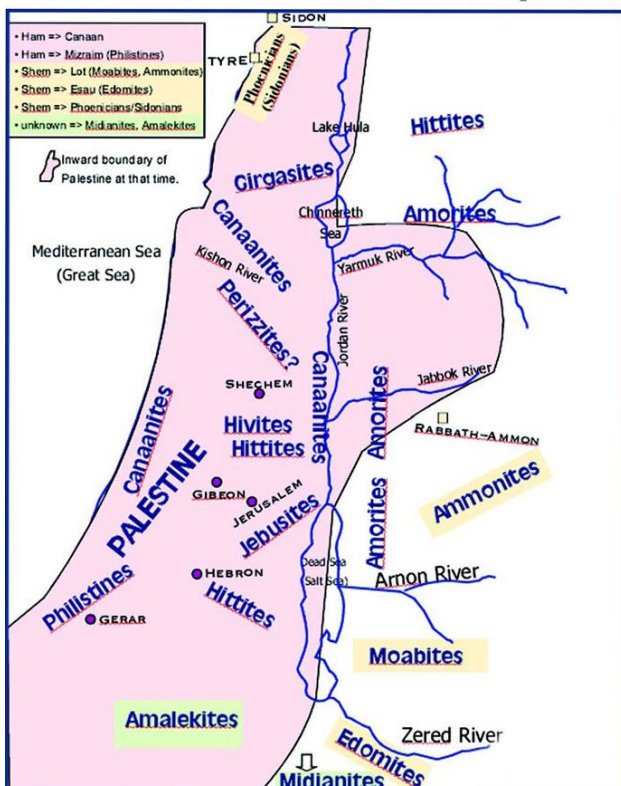 SIDON
• Ham => Canaan
• Ham => Mizraim (Philistines)
• Shem => Lot (Moabites, Ammonites)
• Shem => Esau (Edomites)
• Shem => Phoenicians/Sidonians
• unknown => Midianites, Amalekites
TYRE
Phoenicians
(Sidonians)
Inward boundary of
Palestine at that time.
Lake Hula
Hittites
Girgasites
Chinnereth
Sea
Amorites
Canaanites
Mediterranean Sea
(Great Sea)
Kishon River
Yarmuk River
Perizzites?
Jordan River
Canaanites
Jabbok River
SHECHEM
Amorites
Hivites
Hittites
RABBATH-AMMON
Canaanites
PALESTINE
GIBEON
JERUSALEM
Jebusites
Amorites
Ammonites
Dead Sea
Salt Sea)
Arnon River
HEBRON
Hittites
Philistines
GERAR
Moabites
Amalekites
Zered River
Edomites
Midianites